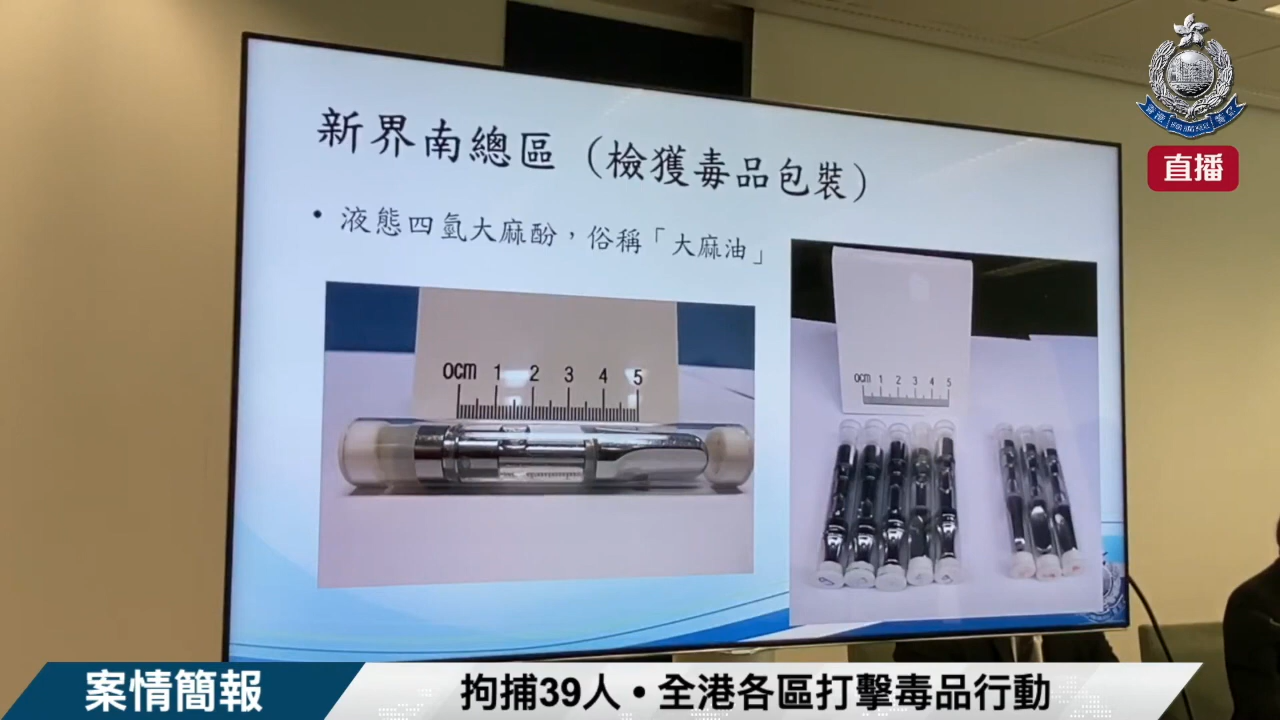 新界南總區（檢獲毒品包裝）
• 液態四氫大麻酚，俗稱「大麻油」
0cm 1 2 3 4 5
0cm 1 2 3 4 5
直播
案情簡報
拘捕39人•全港各區打擊毒品行動